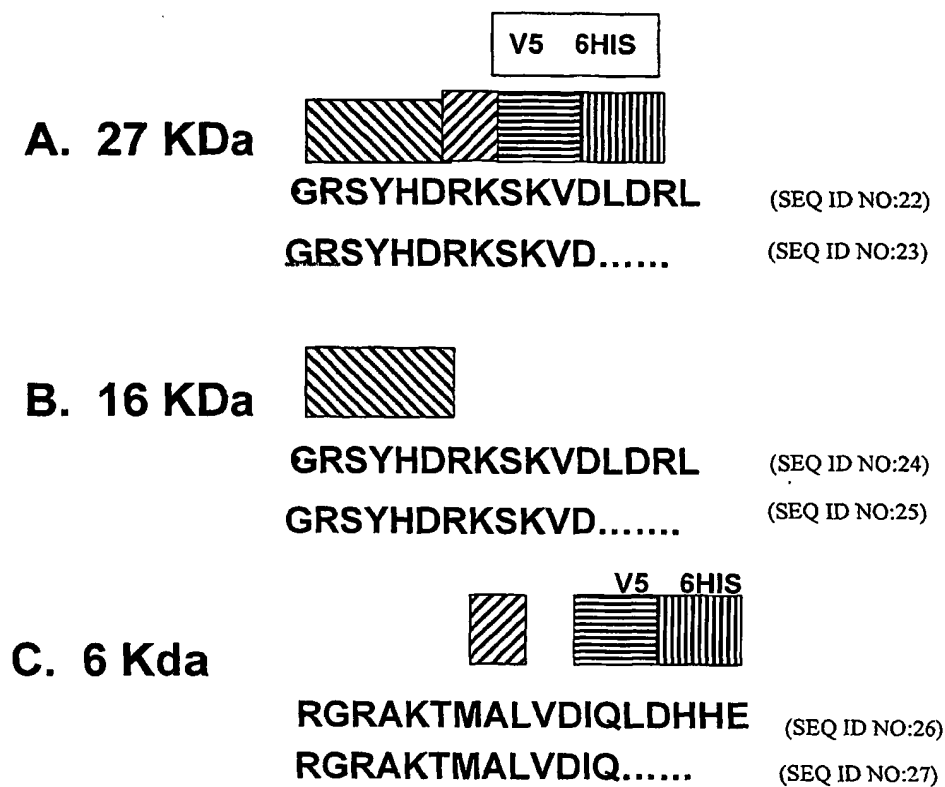 V5 6HIS
A. 27 KDa
GRSYHDRKSKVDLDRL (SEQ ID NO:22)
GRSYHDRKSKVD...... (SEQ ID NO:23)
B. 16 KDa
GRSYHDRKSKVDLDRL (SEQ ID NO:24)
GRSYHDRKSKVD....... (SEQ ID NO:25)
V5 6HIS
C. 6 Kda
RGRAKTMALVDIQLDHHE (SEQ ID NO:26)
RGRAKTMALVDIQ...... (SEQ ID NO:27)